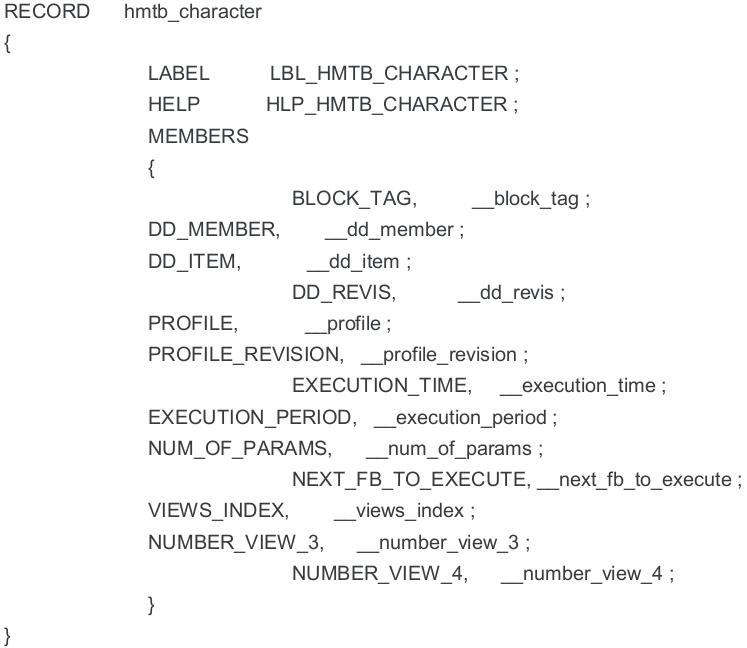 RECORD hmtb_character
{
LABEL LBL_HMTB_CHARACTER ;
HELP HLP_HMTB_CHARACTER ;
MEMBERS
{
BLOCK_TAG, __block_tag ;
DD_MEMBER, __dd_member ;
DD_ITEM, __dd_item ;
DD_REVIS, __dd_revis ;
PROFILE, __profile ;
PROFILE_REVISION, __profile_revision ;
EXECUTION_TIME, __execution_time ;
EXECUTION_PERIOD, __execution_period ;
NUM_OF_PARAMS, __num_of_params ;
NEXT_FB_TO_EXECUTE, __next_fb_to_execute ;
VIEWS_INDEX, __views_index ;
NUMBER_VIEW_3, __number_view_3 ;
NUMBER_VIEW_4, __number_view_4 ;
}
}